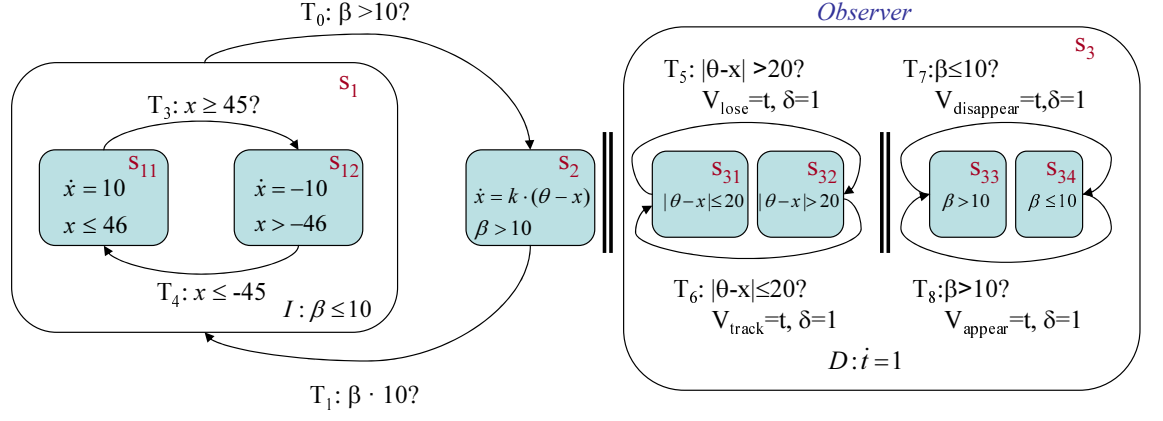 T0: β >10?
Observer
s1
T3: x ≥ 45?
s11
ẋ = 10
x ≤ 46
s12
ẋ = −10
x > −46
T4: x ≤ -45
I : β ≤ 10
s2
ẋ = k · (θ − x)
β > 10
T1: β · 10?
s3
T5: |θ-x| >20?
Vlose=t, δ=1
s31
| θ − x |≤ 20
s32
| θ − x |> 20
T6: |θ-x|≤20?
Vtrack=t, δ=1
T7:β≤10?
Vdisappear=t,δ=1
s33
β > 10
s34
β ≤ 10
T8:β>10?
Vappear=t, δ=1
D : ṫ = 1